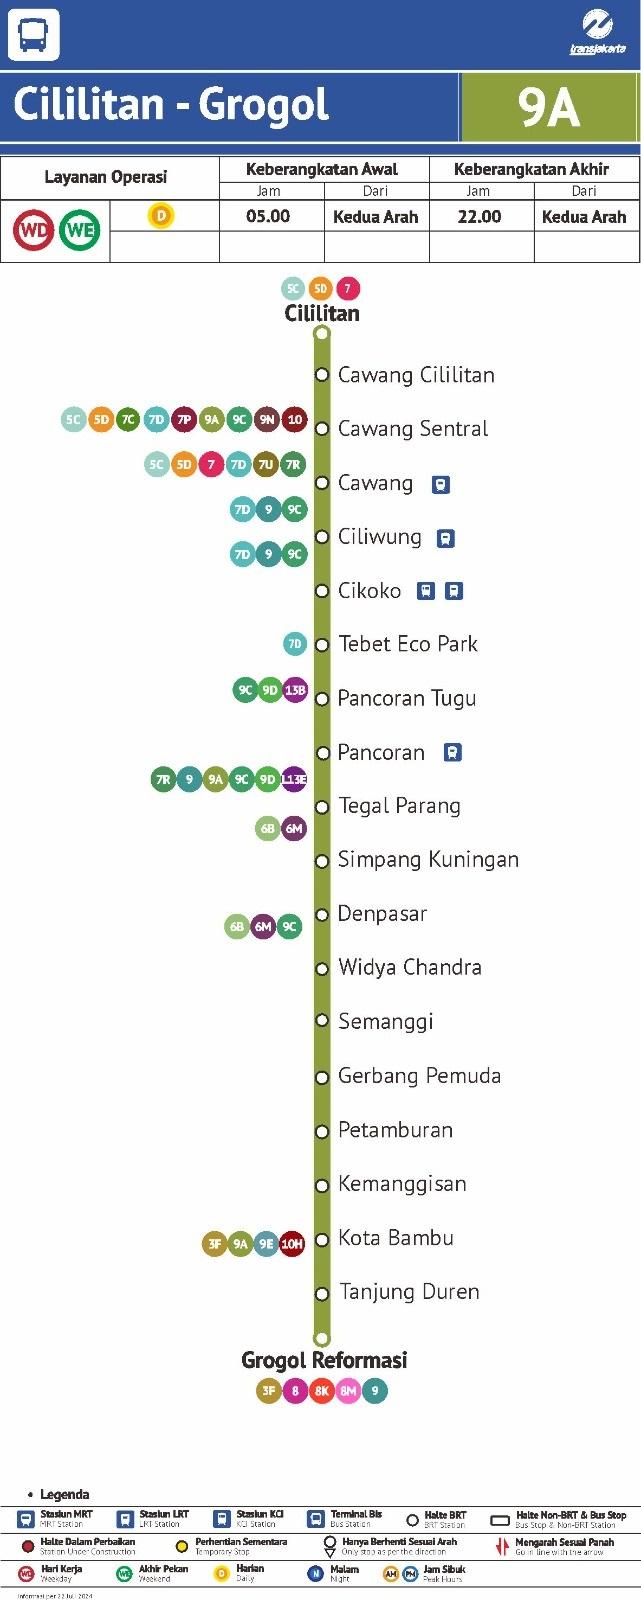 transjakarta
Cililitan - Grogol
9A
Layanan Operasi
Keberangkatan Awal
Keberangkatan Akhir
Jam
Dari
Jam
Dari
WD WE
D
05.00
Kedua Arah
22.00
Kedua Arah
5C 5D 7
Cililitan
Cawang Cililitan
5C 5D 7C 7D 7P 9A 9C 9N 10
Cawang Sentral
5C 5D 7 7D 7U 7R
Cawang
7D 9 9C
Ciliwung
7D 9 9C
Cikoko
7D
Tebet Eco Park
9C 9D 13B
Pancoran Tugu
Pancoran
7R 9 9A 9C 9D L13E
Tegal Parang
6B 6M
Simpang Kuningan
Denpasar
6B 6M 9C
Widya Chandra
Semanggi
Gerbang Pemuda
Petamburan
Kemanggisan
3F 9A 9E 10H
Kota Bambu
Tanjung Duren
Grogol Reformasi
3F 8 8K 8M 9
• Legenda
Stasiun MRT
MRT Station
Stasiun LRT
LRT Station
Stasiun KCI
KCI Station
Terminal Bis
Bus Station
Halte BRT
BRT Station
Halte Non-BRT & Bus Stop
Bus Stop & Non-BRT Station
Halte Dalam Perbaikan
Station Under Construction
Perhentian Sementara
Temporary Stop
Hanya Berhenti Sesuai Arah
Only stop as per the direction
Mengarah Sesuai Panah
Go in line with the arrow
WD Hari Kerja
Weekday
WE Akhir Pekan
Weekend
D Harian
Daily
N Malam
Night
AM PM Jam Sibuk
Peak Hours
Informasi per 22 Juli 2024